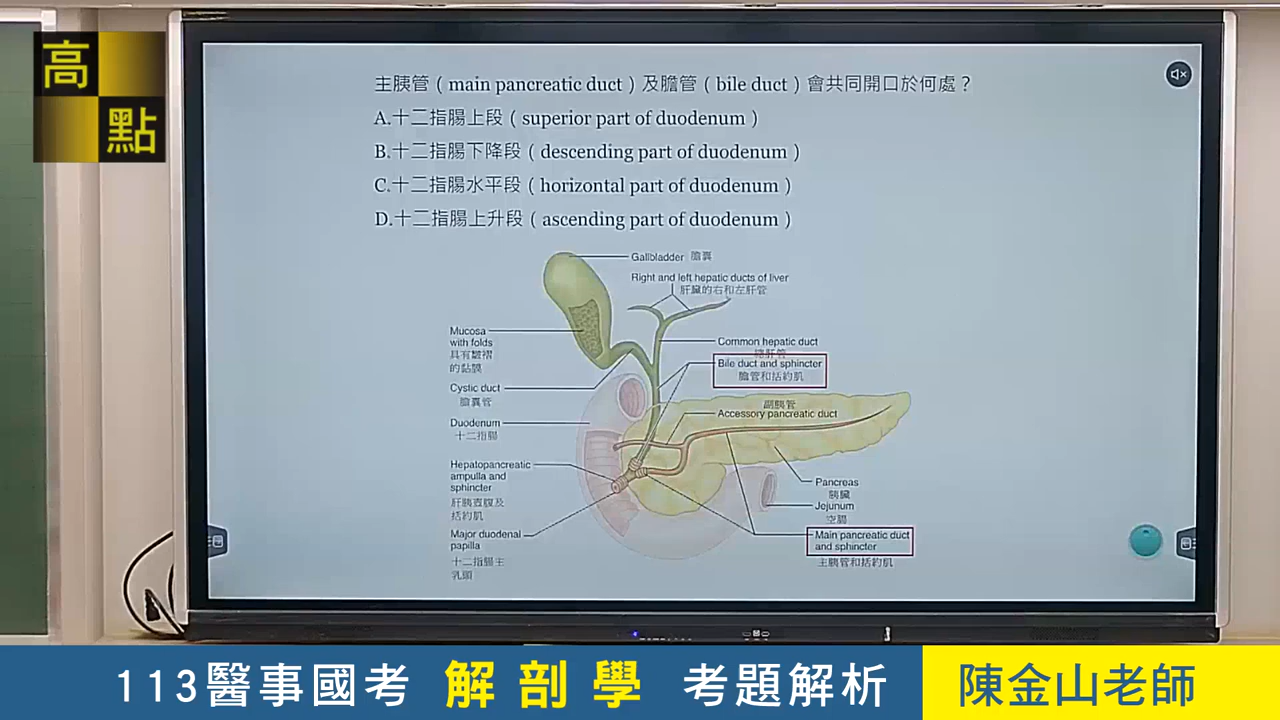 高
點
主胰管（main pancreatic duct）及膽管（bile duct）會共同開口於何處？
A.十二指腸上段（superior part of duodenum）
B.十二指腸下降段（descending part of duodenum）
C.十二指腸水平段（horizontal part of duodenum）
D.十二指腸上升段（ascending part of duodenum）
Gallbladder 膽囊
Right and left hepatic ducts of liver
肝臟的右和左肝管
Mucosa
with folds
具有皺褶
的黏膜
Common hepatic duct
總肝管
Bile duct and sphincter
膽管和括約肌
Cystic duct
膽囊管
副胰管
Accessory pancreatic duct
Duodenum
十二指腸
Hepatopancreatic
ampulla and
sphincter
肝胰壺腹及
括約肌
Pancreas
胰臟
Jejunum
空腸
Major duodenal
papilla
十二指腸主
乳頭
Main pancreatic duct
and sphincter
主胰管和括約肌
113醫事國考 解剖學 考題解析 陳金山老師